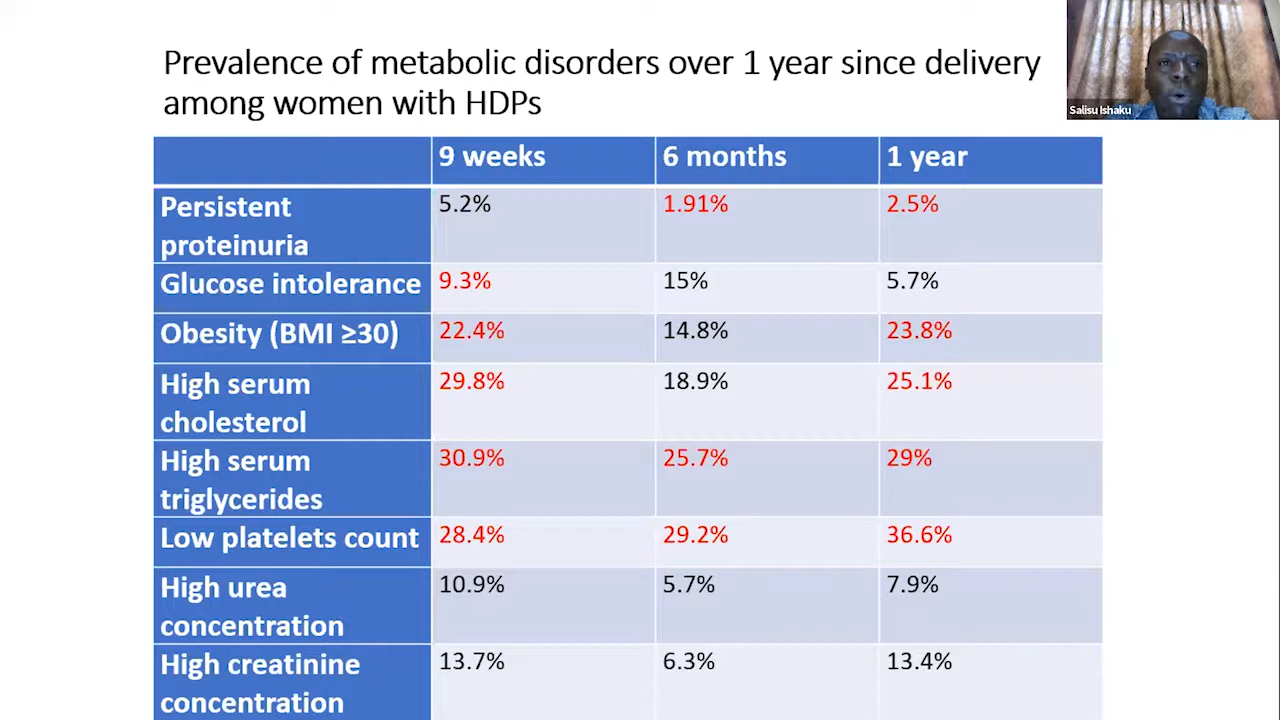 Prevalence of metabolic disorders over 1 year since delivery
among women with HDPs
Salisu Ishaku
9 weeks 6 months 1 year
Persistent
proteinuria
5.2% 1.91% 2.5%
Glucose intolerance 9.3% 15% 5.7%
Obesity (BMI ≥30) 22.4% 14.8% 23.8%
High serum
cholesterol
29.8% 18.9% 25.1%
High serum
triglycerides
30.9% 25.7% 29%
Low platelets count 28.4% 29.2% 36.6%
High urea
concentration
10.9% 5.7% 7.9%
High creatinine
concentration
13.7% 6.3% 13.4%